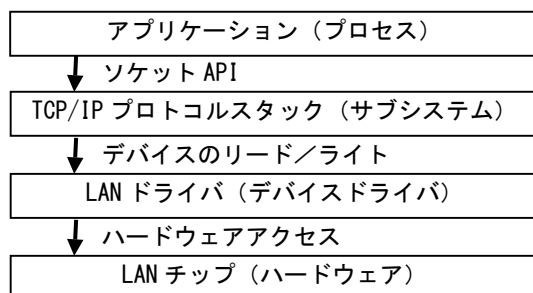 アプリケーション（プロセス）
ソケット API
TCP/IP プロトコルスタック（サブシステム）
デバイスのリード／ライト
LAN ドライバ（デバイスドライバ）
ハードウェアアクセス
LAN チップ（ハードウェア）